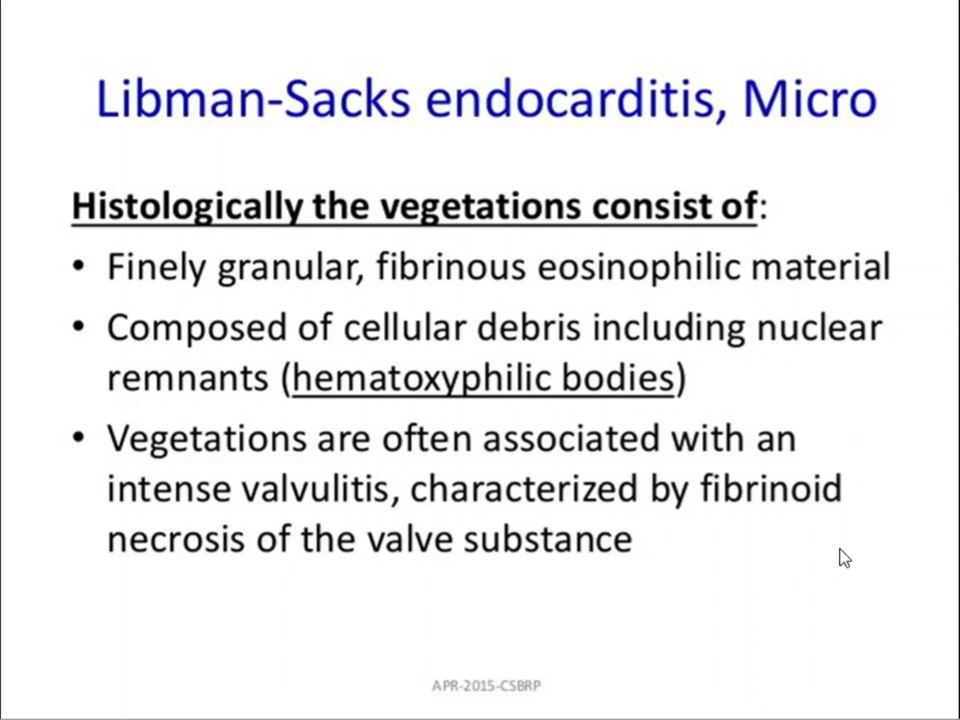 Libman-Sacks endocarditis, Micro
Histologically the vegetations consist of:
• Finely granular, fibrinous eosinophilic material
• Composed of cellular debris including nuclear
remnants (hematoxyphilic bodies)
• Vegetations are often associated with an
intense valvulitis, characterized by fibrinoid
necrosis of the valve substance
APR-2015-CSBRP